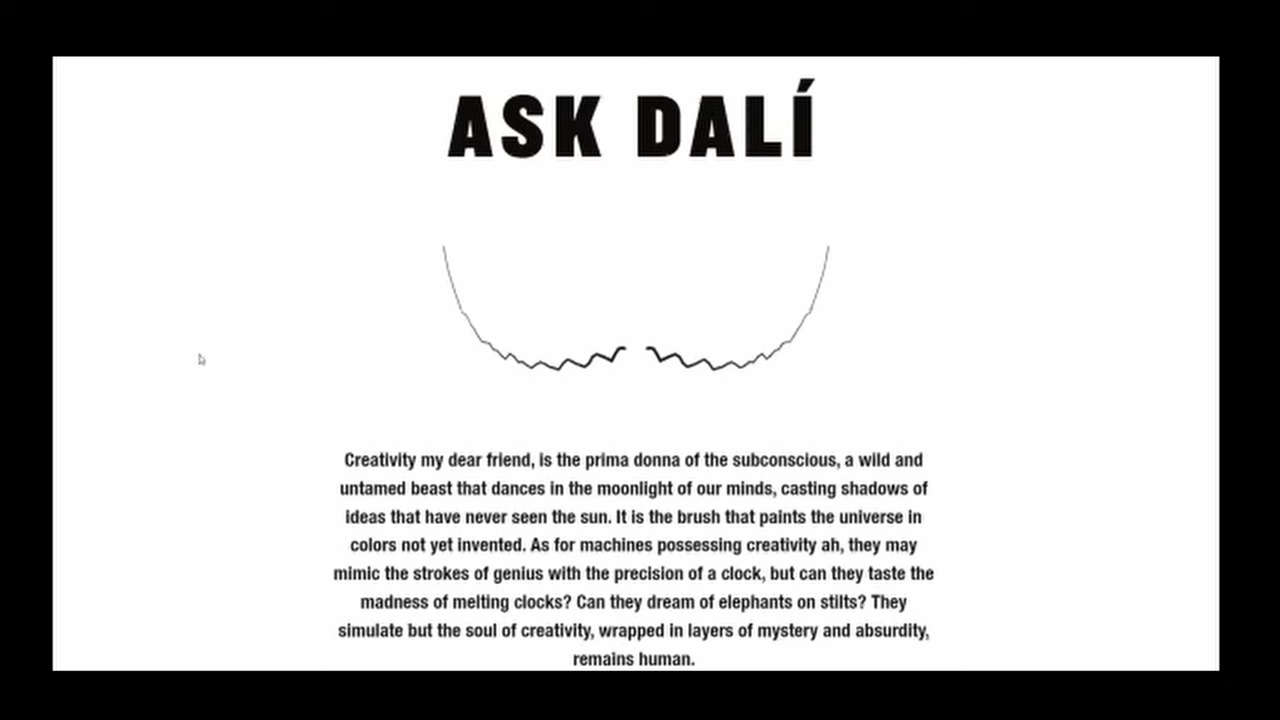 ASK DALÍ
Creativity my dear friend, is the prima donna of the subconscious, a wild and
untamed beast that dances in the moonlight of our minds, casting shadows of
ideas that have never seen the sun. It is the brush that paints the universe in
colors not yet invented. As for machines possessing creativity ah, they may
mimic the strokes of genius with the precision of a clock, but can they taste the
madness of melting clocks? Can they dream of elephants on stilts? They
simulate but the soul of creativity, wrapped in layers of mystery and absurdity,
remains human.